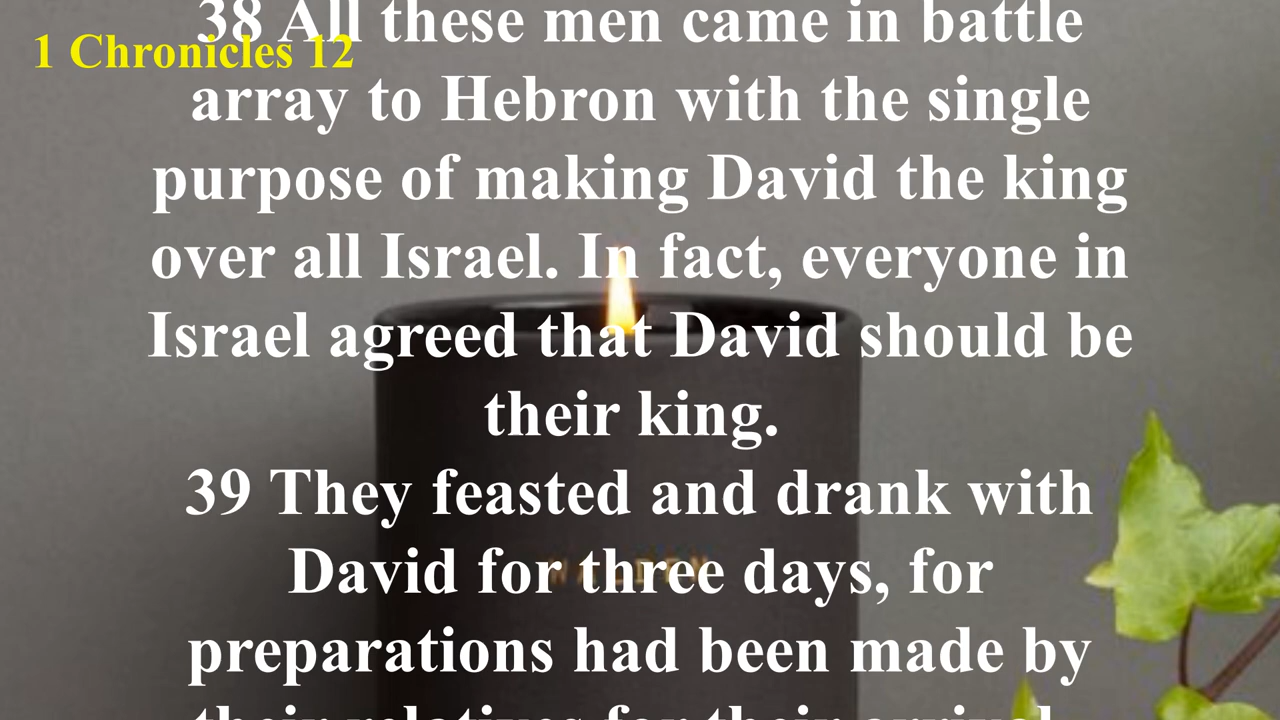 1 Chronicles 12
38 All these men came in battle
array to Hebron with the single
purpose of making David the king
over all Israel. In fact, everyone in
Israel agreed that David should be
their king.
39 They feasted and drank with
David for three days, for
preparations had been made by
their relatives for their arrival.